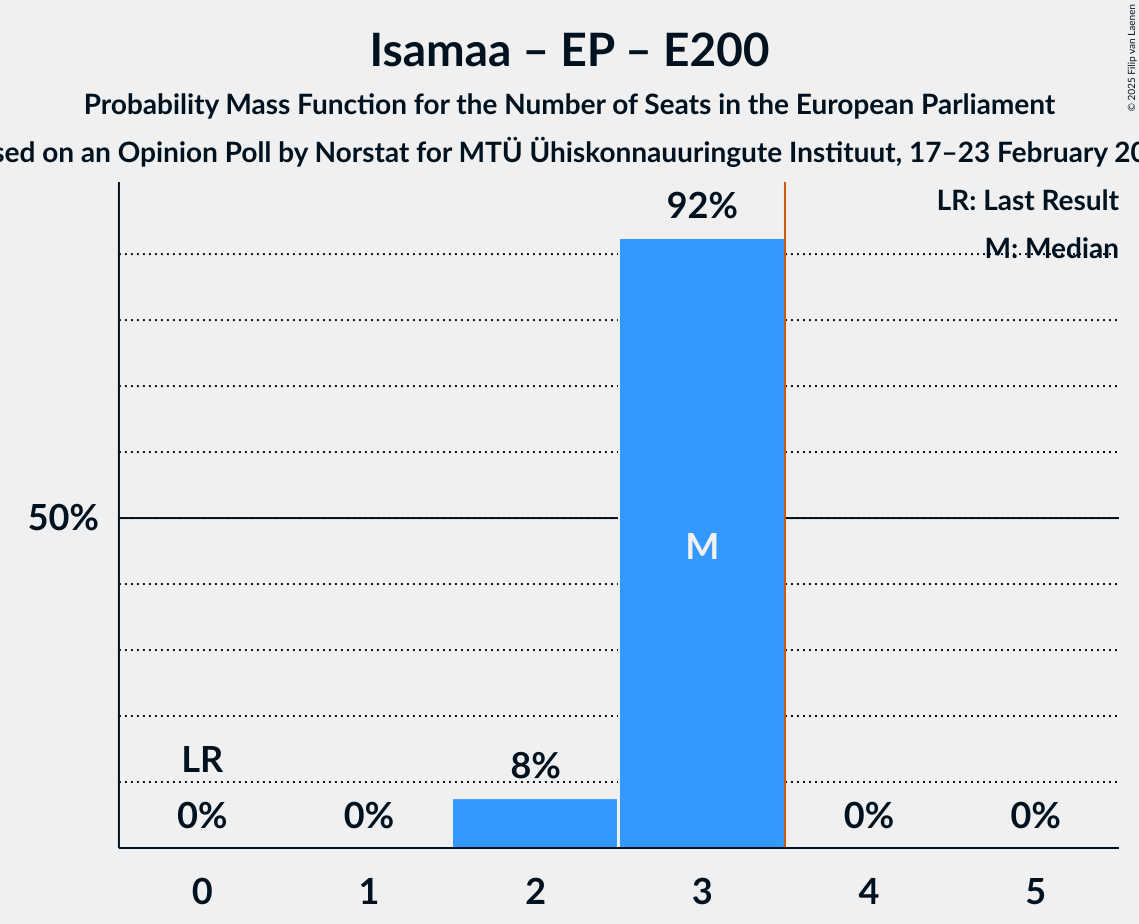 Isamaa – EP – E200
Probability Mass Function for the Number of Seats in the European Parliament
on an Opinion Poll by Norstat for MTÜ Ühiskonnauuringute Instituut, 17–23 February
© 2025 Filip van Laenen
LR: Last Result
M: Median
92%
50%
M
LR
8%
0%
0%
0%
0%
0
1
2
3
4
5